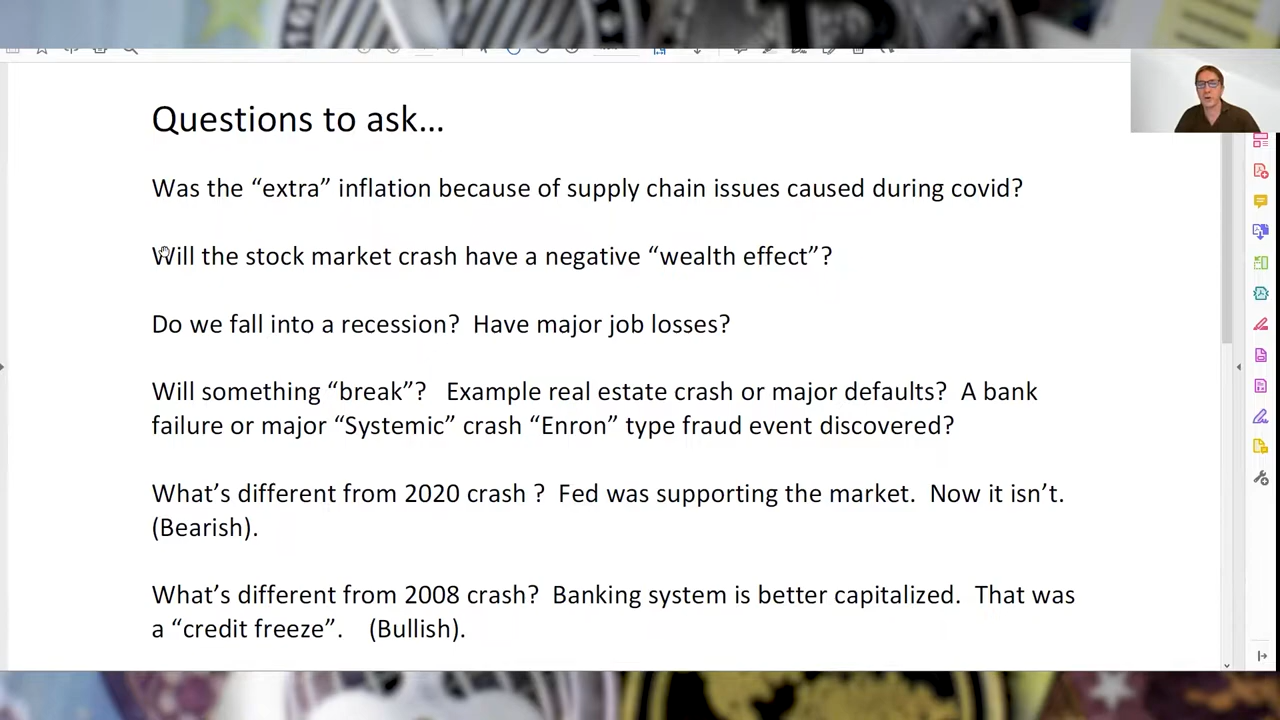 Questions to ask...
Was the “extra” inflation because of supply chain issues caused during covid?
Will the stock market crash have a negative “wealth effect”?
Do we fall into a recession?  Have major job losses?
Will something “break”?   Example real estate crash or major defaults?  A bank
failure or major “Systemic” crash “Enron” type fraud event discovered?
What’s different from 2020 crash ?  Fed was supporting the market.  Now it isn’t.
(Bearish).
What’s different from 2008 crash?  Banking system is better capitalized.  That was
a “credit freeze”.    (Bullish).